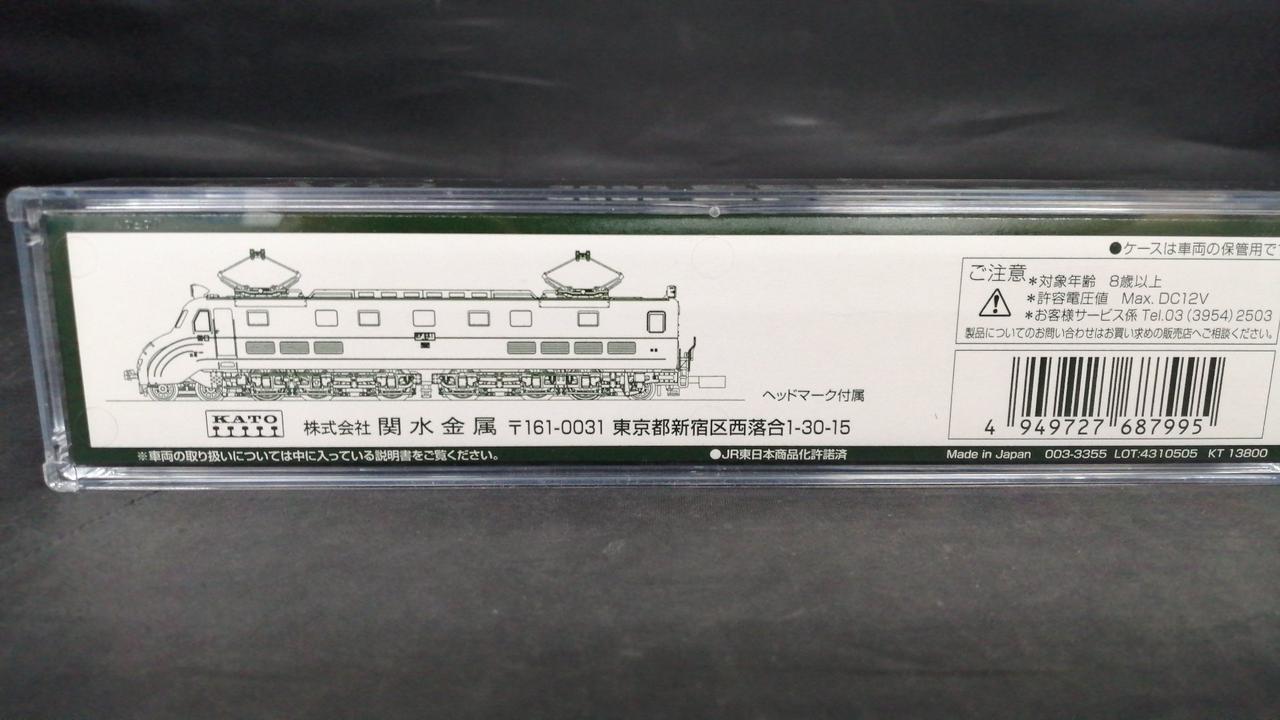 ●ケースは車両の保管用で
ご注意
*対象年齢 8歳以上
*許容電圧値 Max. DC12V
*お客様サービス係 Tel.03 (3954) 2503
製品についてのお問い合わせはお買い求めの販売店へご相談ください。
ヘッドマーク付属
KATO
株式会社 関水金属 〒161-0031 東京都新宿区西落合1-30-15
4 949727 687995
※車両の取り扱いについては中に入っている説明書をご覧ください。
●JR東日本商品化許諾済
Made in Japan 003-3355 LOT:4310505 KT 13800